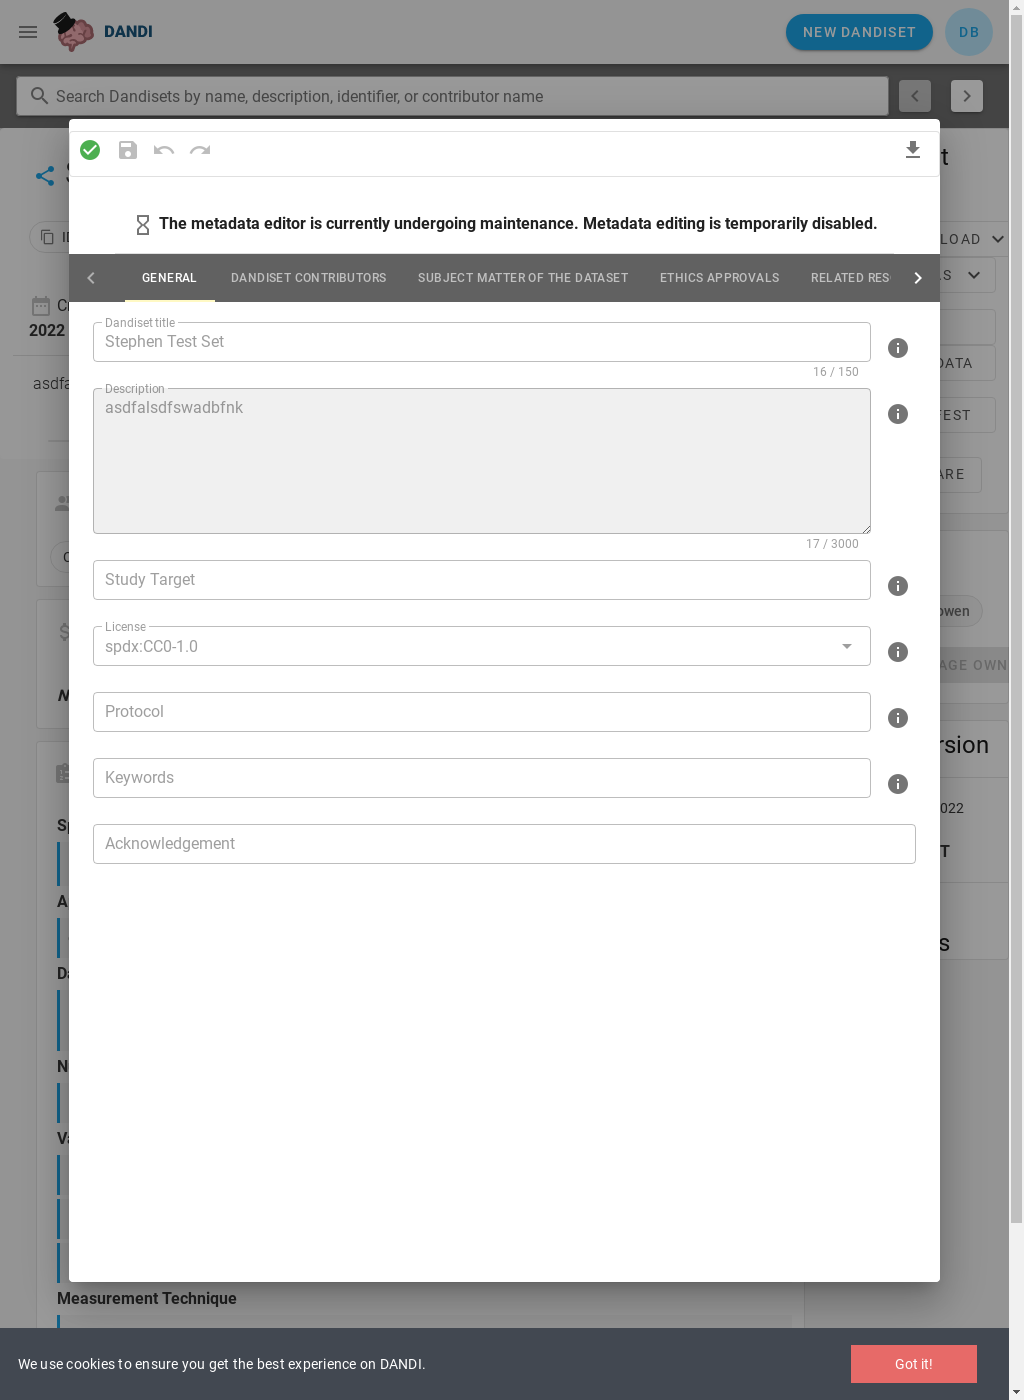 DANDI
NEW DANDISET
DB
Search Dandisets by name, description, identifier, or contributor name
The metadata editor is currently undergoing maintenance. Metadata editing is temporarily disabled.
GENERAL
DANDISET CONTRIBUTORS
SUBJECT MATTER OF THE DATASET
ETHICS APPROVALS
RELATED RES
Dandiset title
Stephen Test Set
16 / 150
Description
asdfalsdfswadbfnk
17 / 3000
Study Target
License
spdx:CC0-1.0
Protocol
Keywords
Acknowledgement
2022
asdfa
LOAD
LS
DATA
FEST
ARE
owen
AGE OWN
rsion
2022
T
s
Measurement Technique
We use cookies to ensure you get the best experience on DANDI.
Got it!